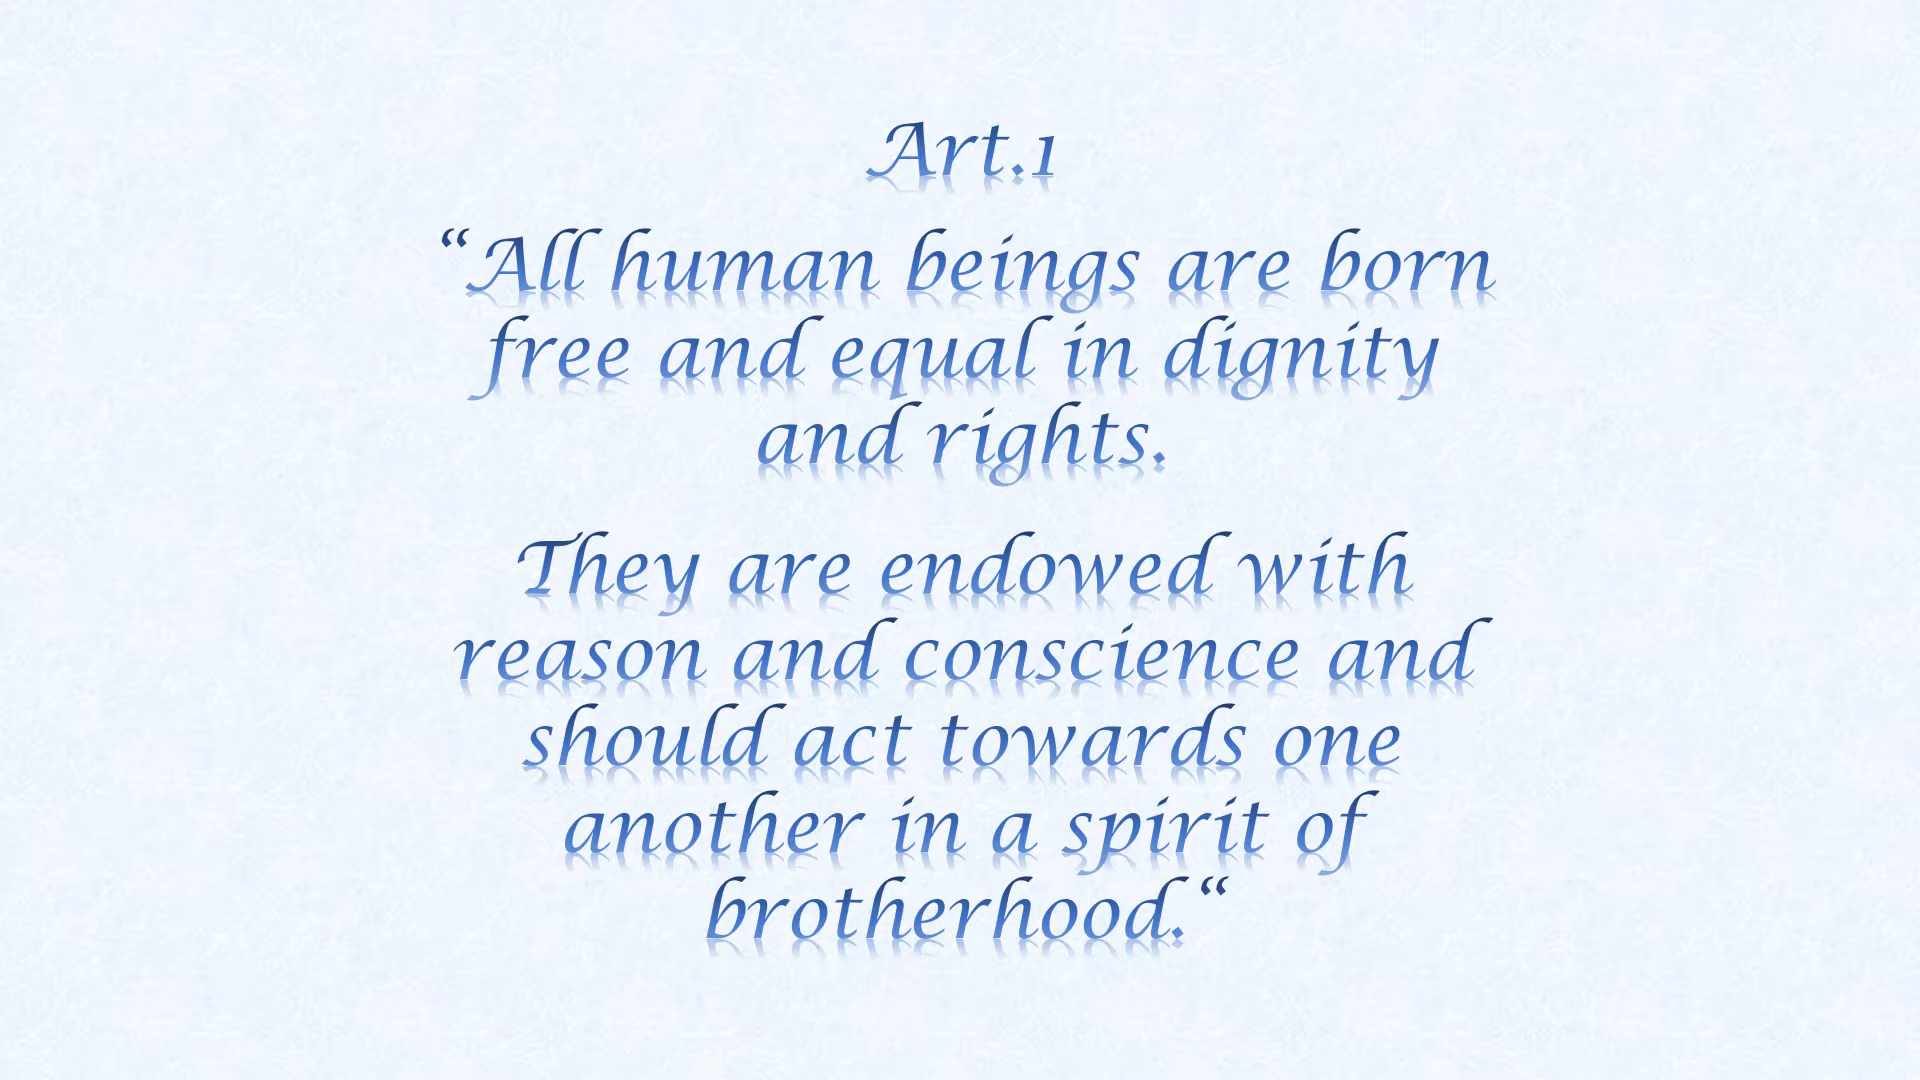 Art.1
“All human beings are born
free and equal in dignity
and rights.
They are endowed with
reason and conscience and
should act towards one
another in a spirit of
brotherhood.“